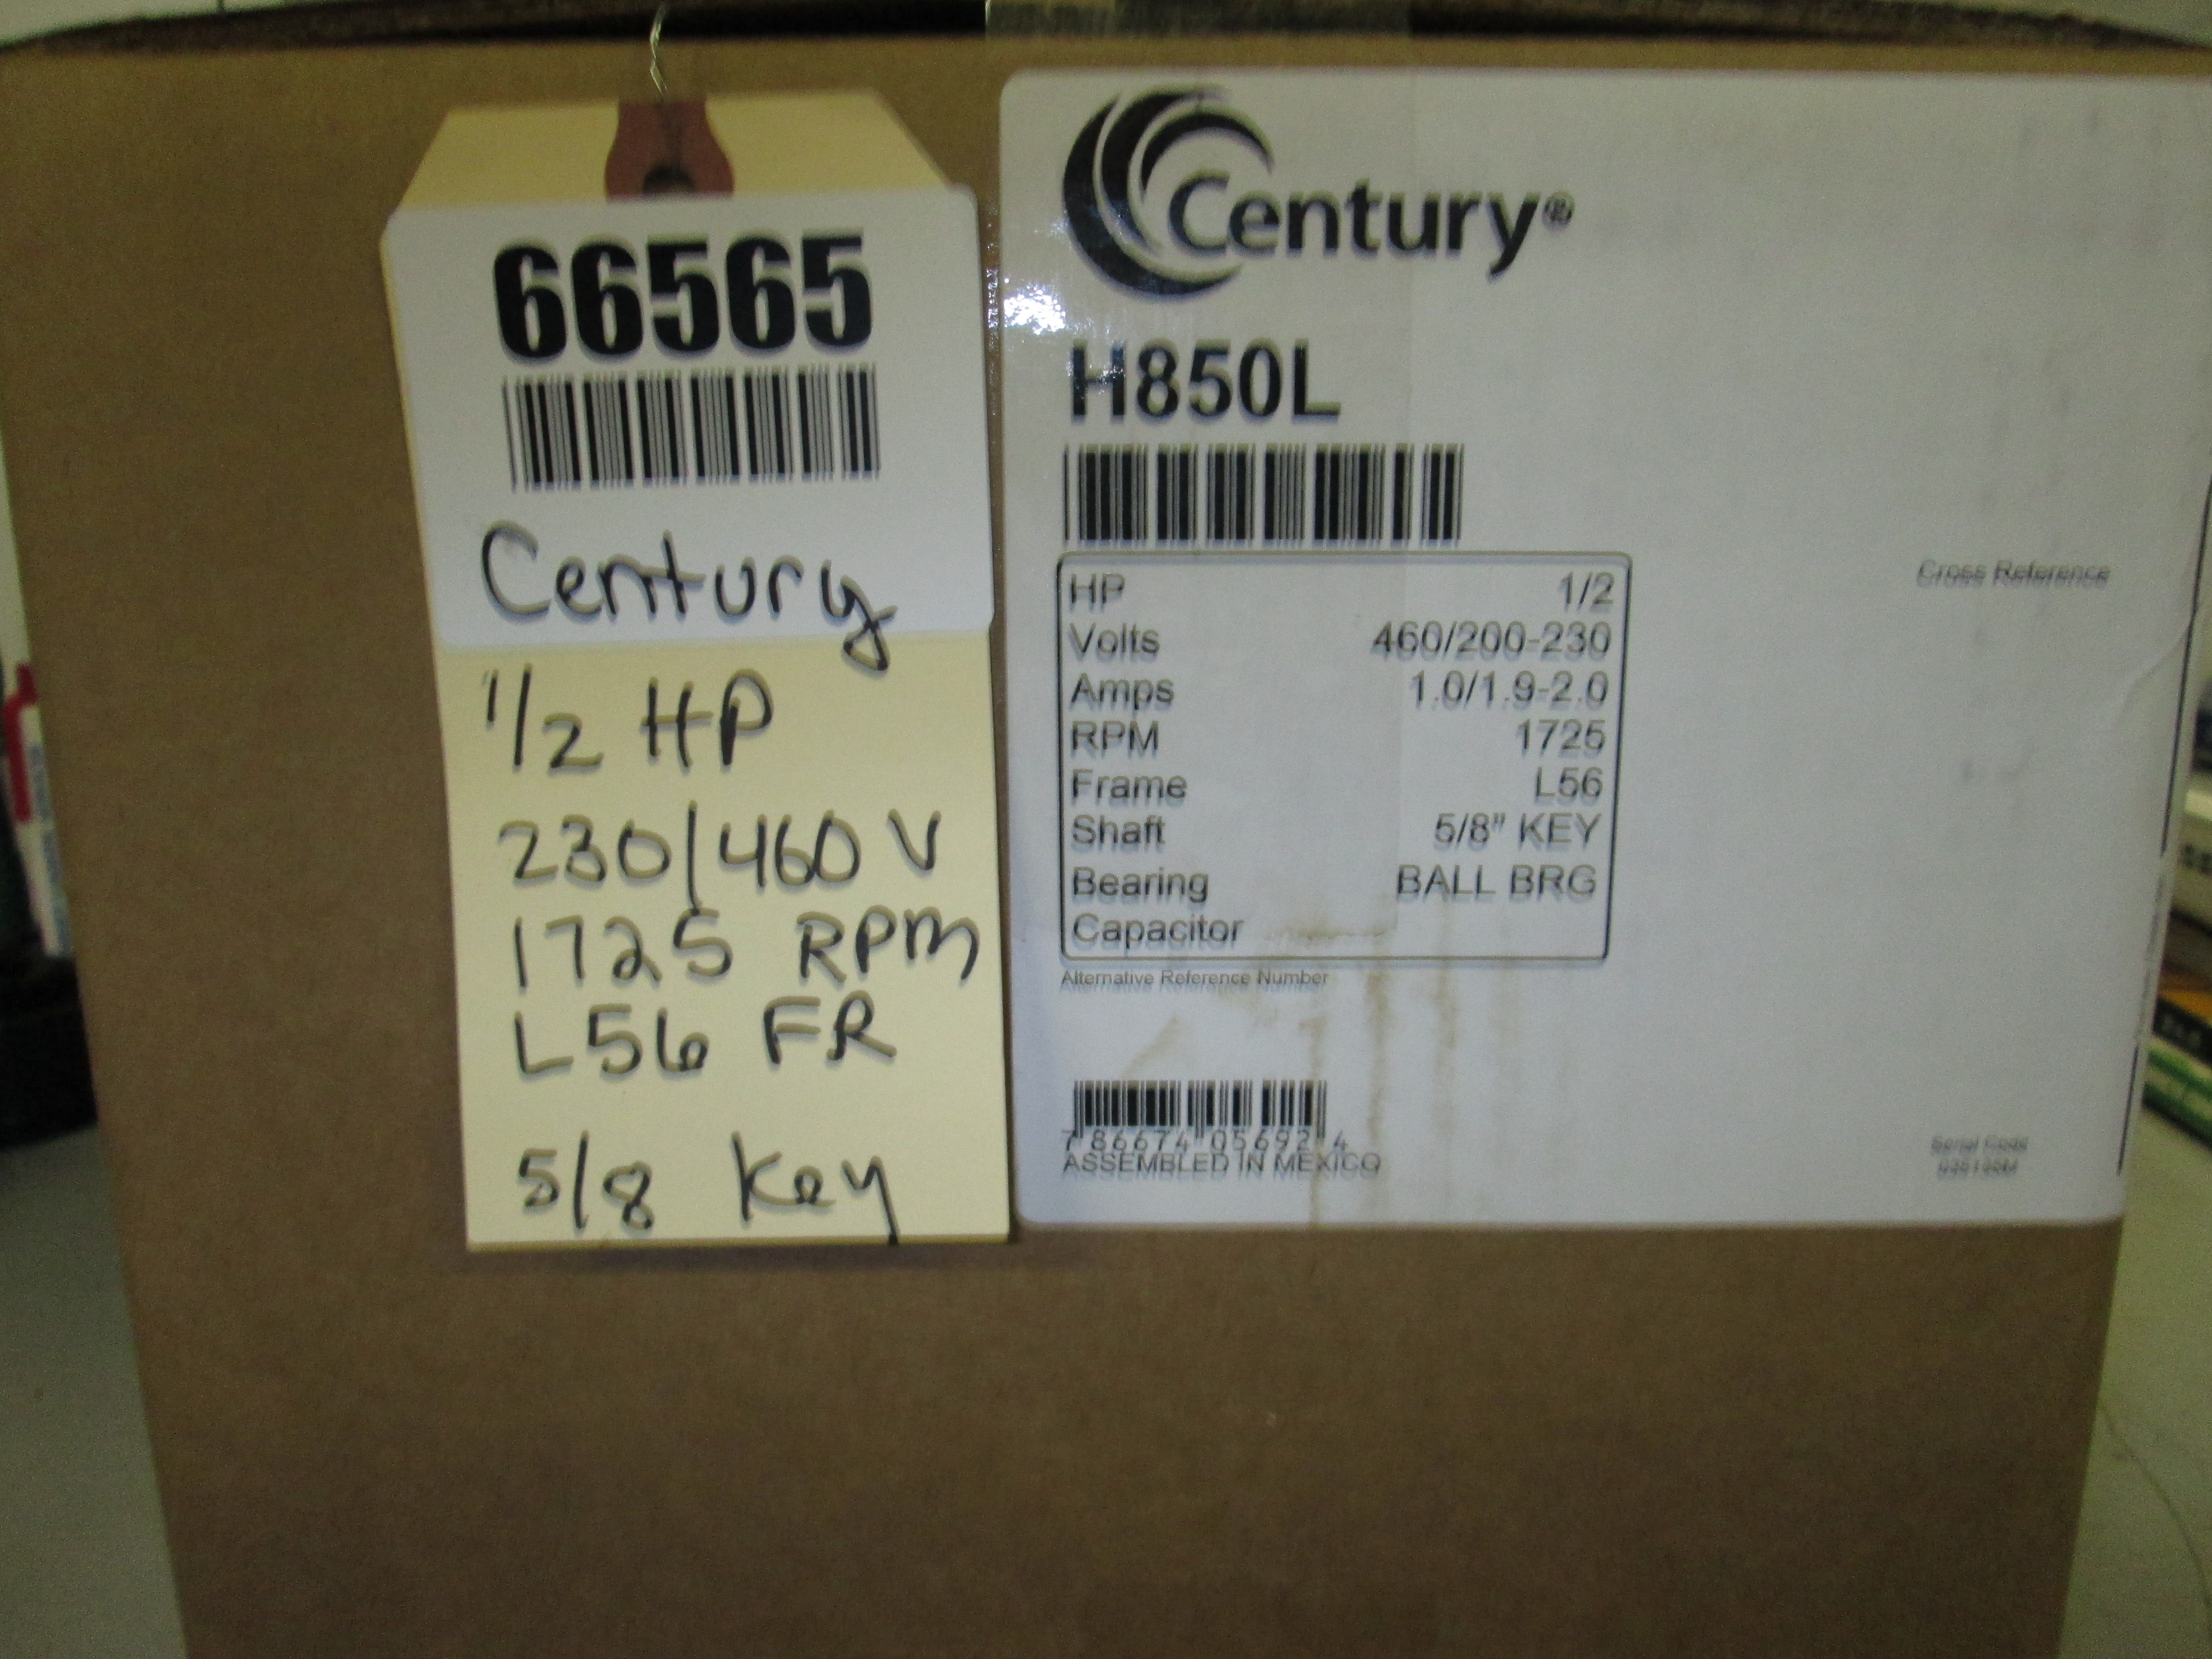 66565
Century
1/2 HP
230/460 V
1725 RPM
L56 FR
5/8 Key
Century®
H850L
HP 1/2
Volts 460/200-230
Amps 1.0/1.9-2.0
RPM 1725
Frame L56
Shaft 5/8" KEY
Bearing BALL BRG
Capacitor
Alternative Reference Number
7 86674 05692 4
ASSEMBLED IN MEXICO
Cross Reference
Serial Code